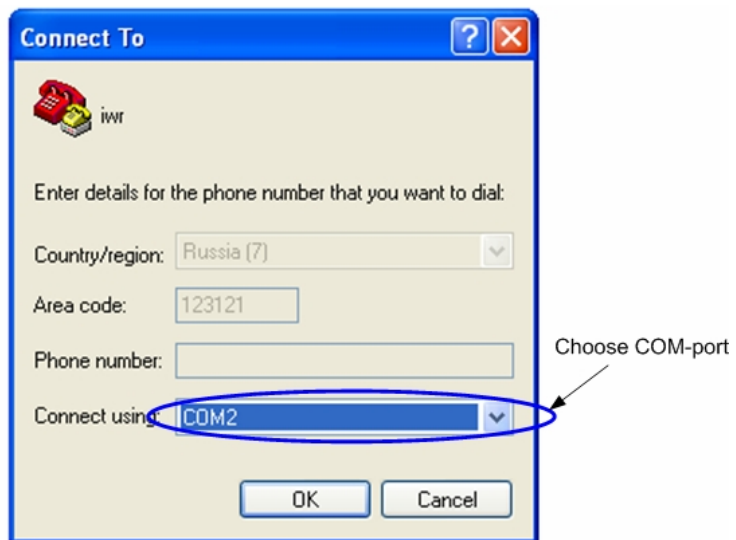 Connect To
iwr
Enter details for the phone number that you want to dial:
Country/region: Russia (7)
Area code: 123121
Phone number:
Choose COM-port
Connect using: COM2
OK Cancel